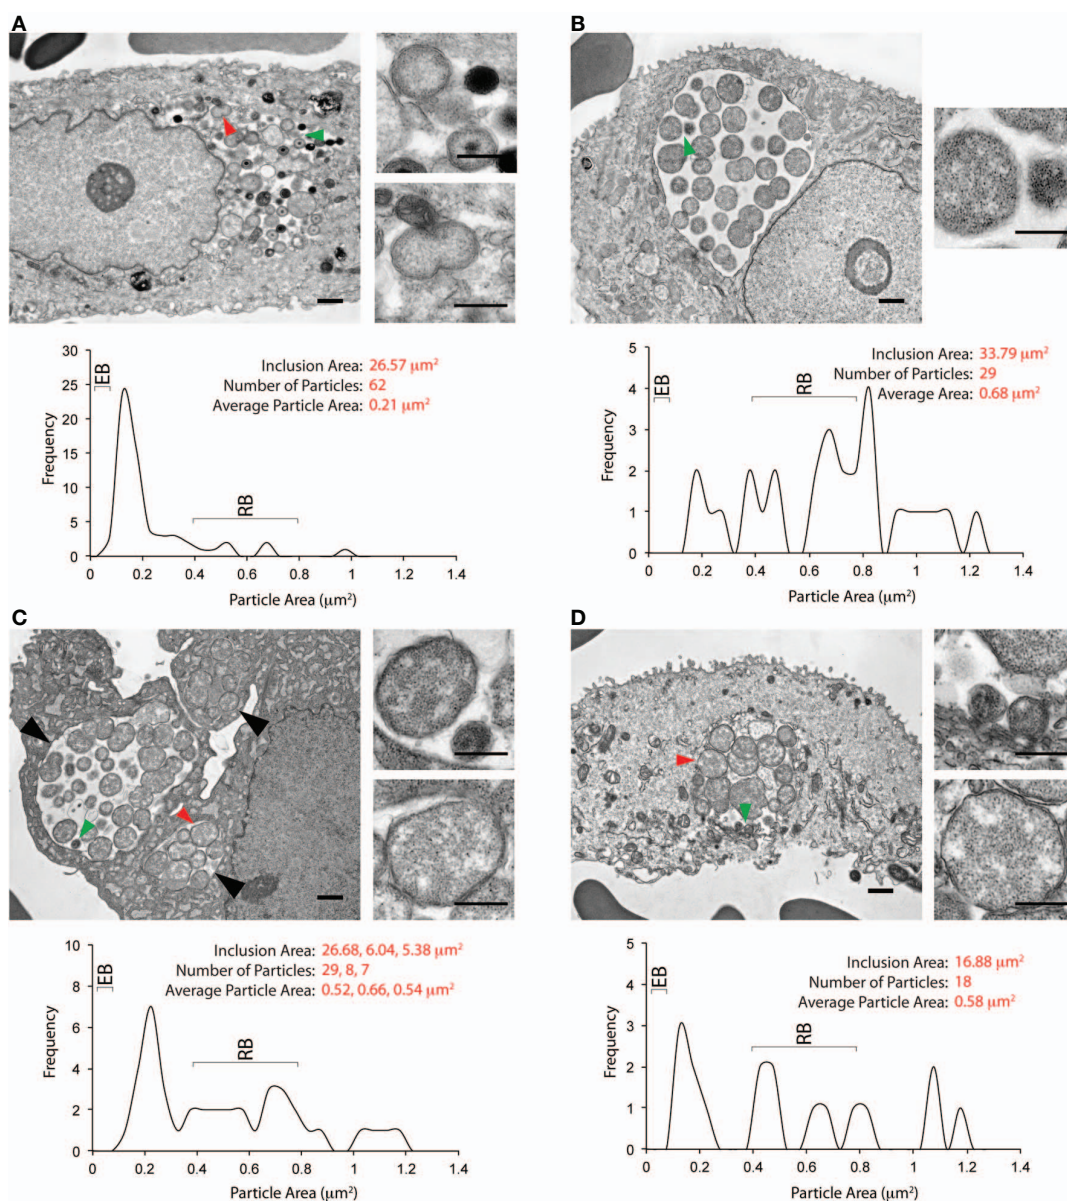 A
B
30
25
20
15
10
5
0
Frequency
EB
RB
Inclusion Area: 26.57 μm²
Number of Particles: 62
Average Particle Area: 0.21 μm²
0 0.2 0.4 0.6 0.8 1 1.2 1.4
Particle Area (μm²)
5
4
3
2
1
0
Frequency
EB
RB
Inclusion Area: 33.79 μm²
Number of Particles: 29
Average Area: 0.68 μm²
0 0.2 0.4 0.6 0.8 1 1.2 1.4
Particle Area (μm²)
C
D
10
8
6
4
2
0
Frequency
EB
RB
Inclusion Area: 26.68, 6.04, 5.38 μm²
Number of Particles: 29, 8, 7
Average Particle Area: 0.52, 0.66, 0.54 μm²
0 0.2 0.4 0.6 0.8 1 1.2 1.4
Particle Area (μm²)
5
4
3
2
1
0
Frequency
EB
RB
Inclusion Area: 16.88 μm²
Number of Particles: 18
Average Particle Area: 0.58 μm²
0 0.2 0.4 0.6 0.8 1 1.2 1.4
Particle Area (μm²)